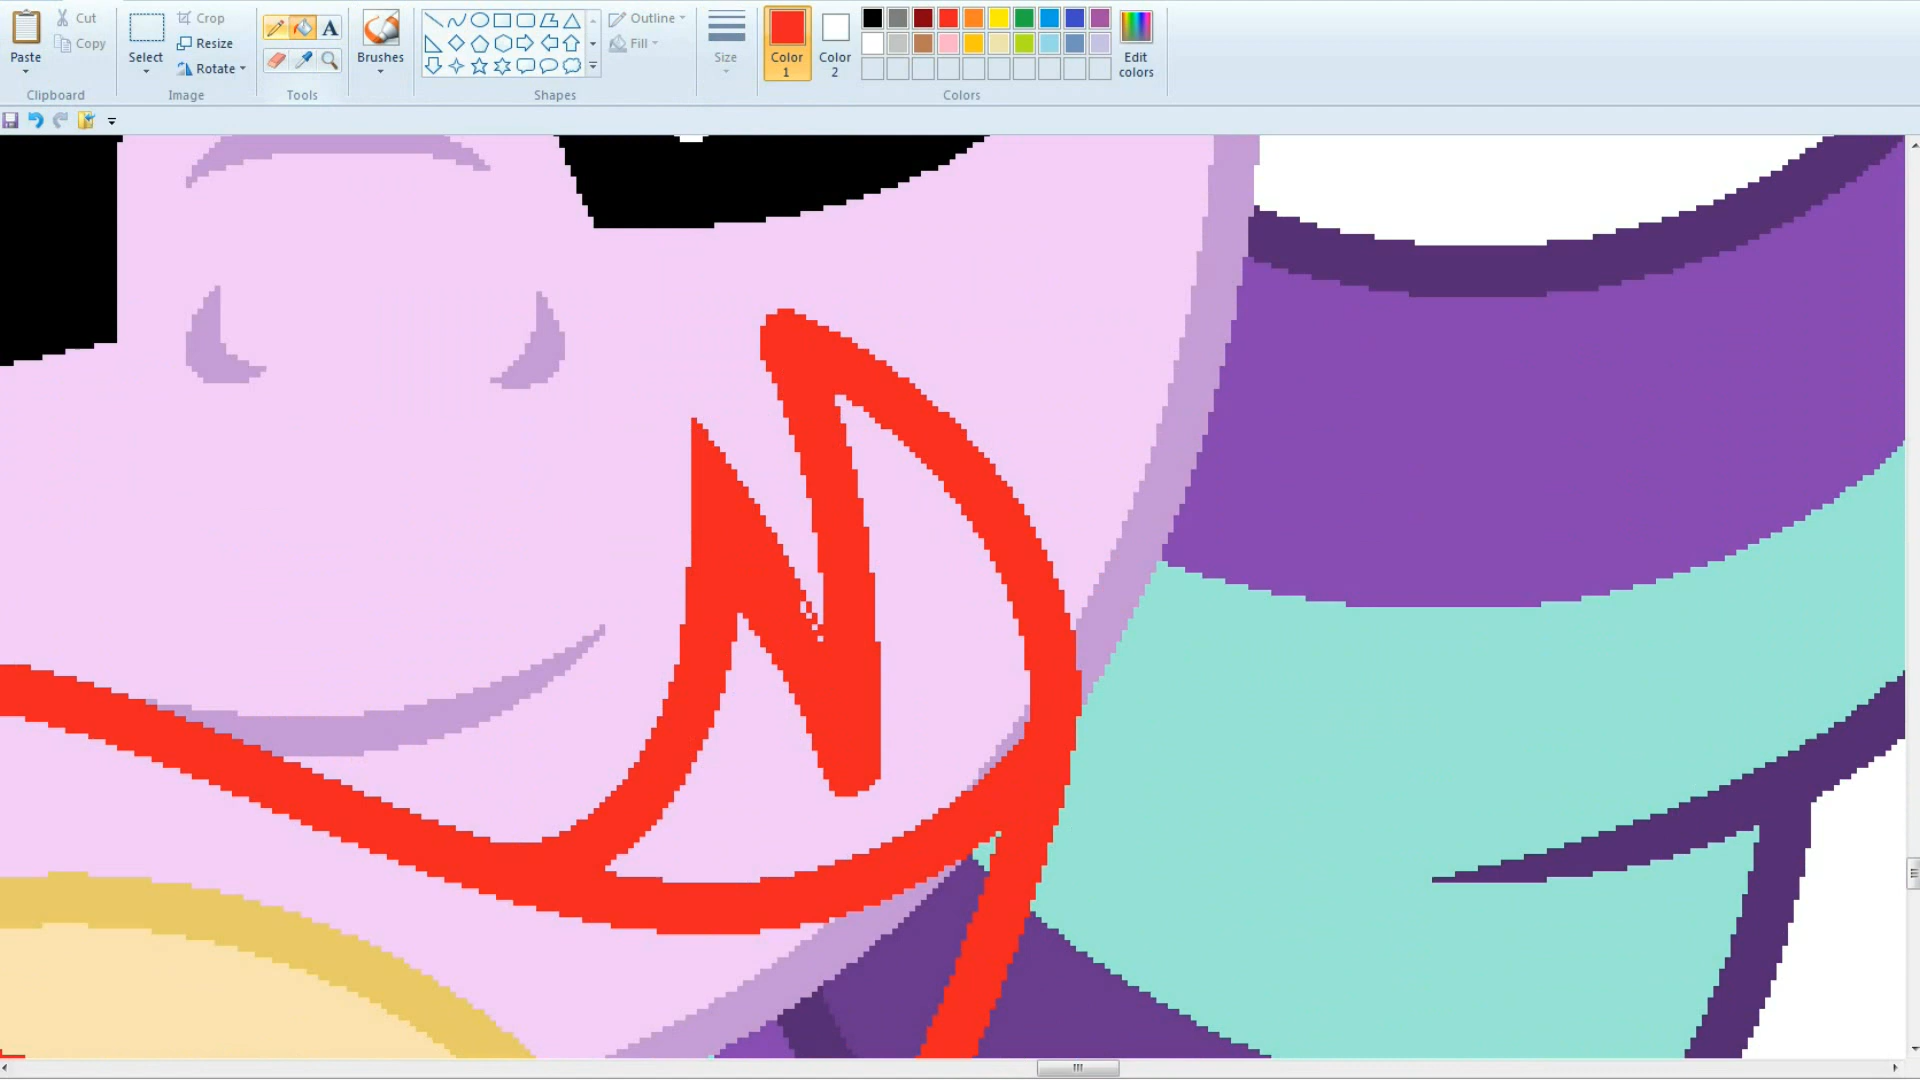 Paste
Cut
Copy
Clipboard
Select
Crop
Resize
Rotate
Image
A
Tools
Brushes
Shapes
Outline
Fill
Size
Color
1
Color
2
Edit
colors
Colors